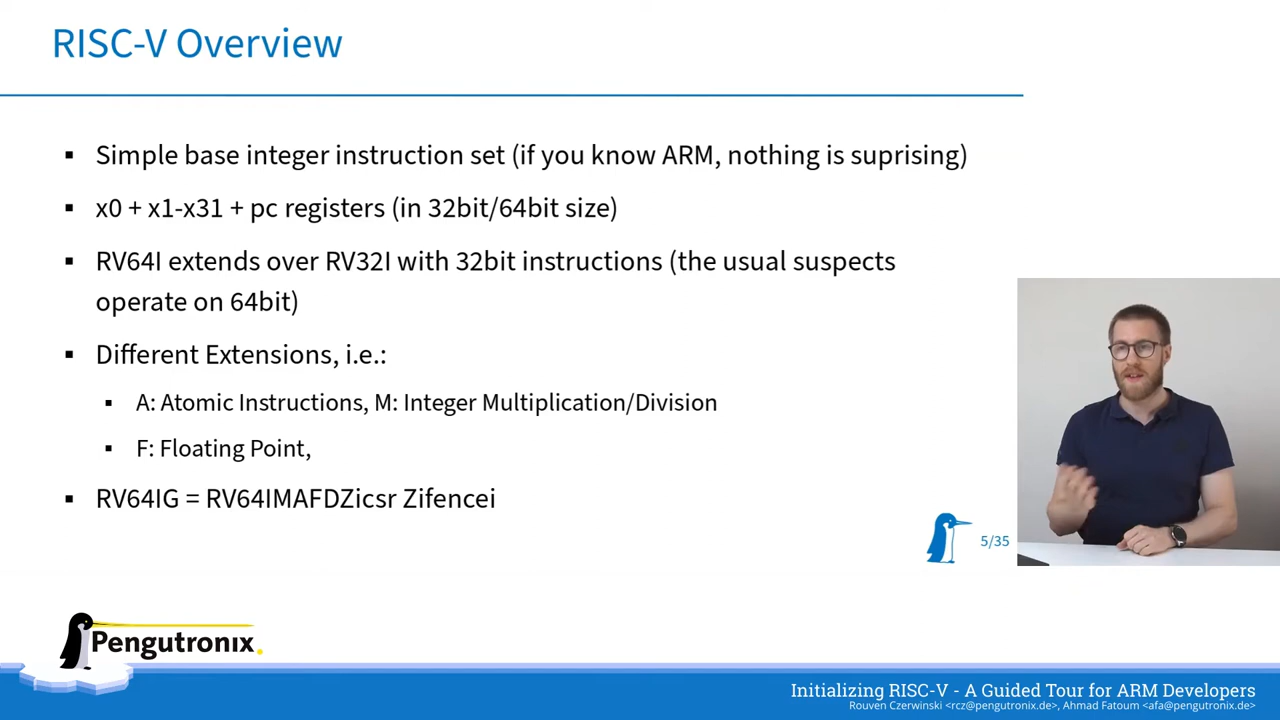 RISC-V Overview
▪ Simple base integer instruction set (if you know ARM, nothing is suprising)
▪ x0 + x1-x31 + pc registers (in 32bit/64bit size)
▪ RV64I extends over RV32I with 32bit instructions (the usual suspects
operate on 64bit)
▪ Different Extensions, i.e.:
▪ A: Atomic Instructions, M: Integer Multiplication/Division
▪ F: Floating Point,
▪ RV64IG = RV64IMAFDZicsr Zifencei
5/35
Pengutronix
Initializing RISC-V - A Guided Tour for ARM Developers
Rouven Czerwinski <rcz@pengutronix.de>, Ahmad Fatoum <afa@pengutronix.de>